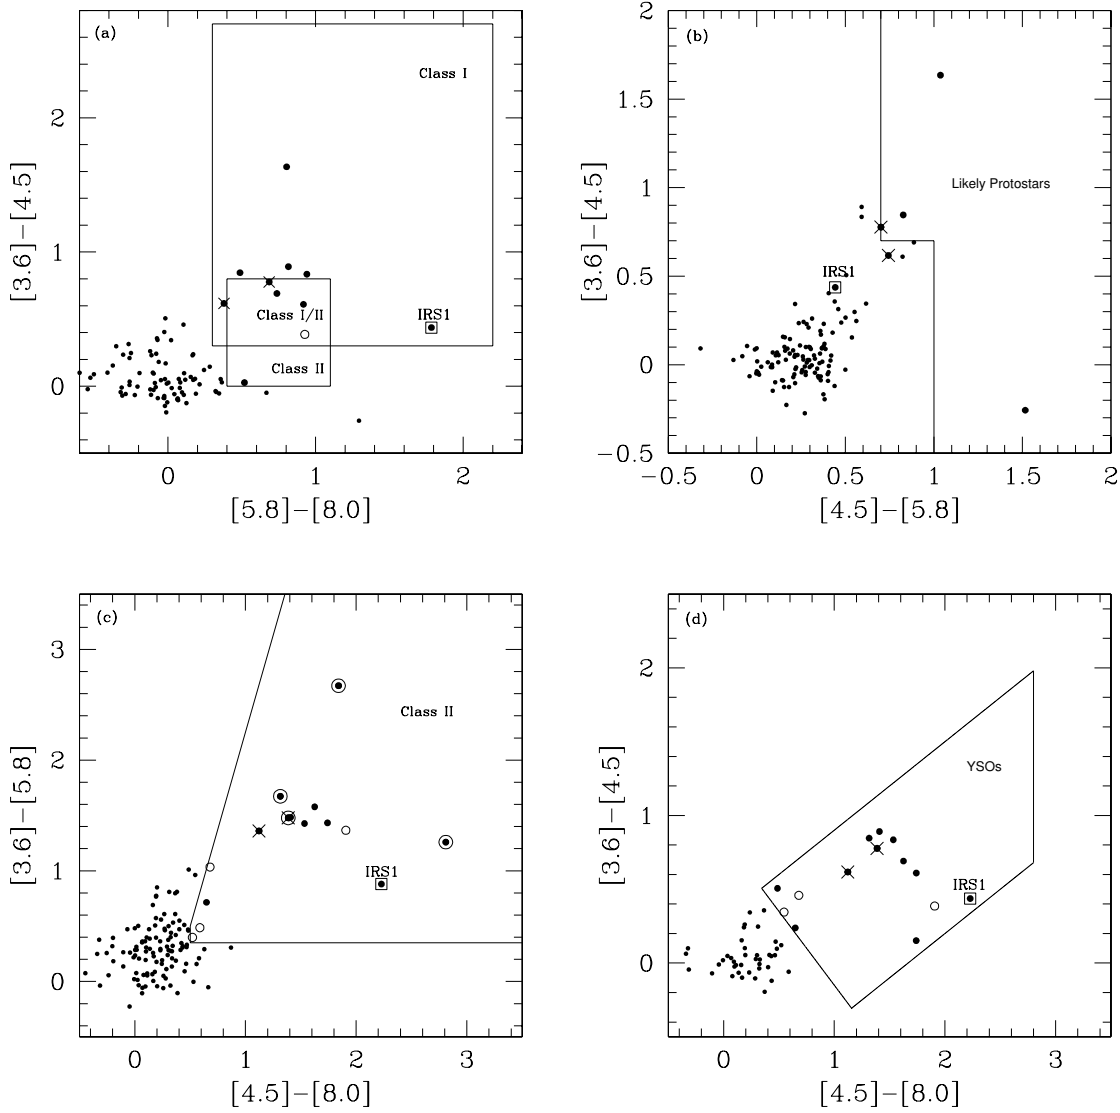 (a)
Class I
Class I/II
Class II
IRS1
2
1
0
[3.6]-[4.5]
0
1
2
[5.8]-[8.0]
(b)
Likely Protostars
IRS1
2
1.5
1
0.5
0
-0.5
[3.6]-[4.5]
-0.5
0
0.5
1
1.5
2
[4.5]-[5.8]
(c)
Class II
IRS1
3
2
1
0
[3.6]-[5.8]
0
1
2
3
[4.5]-[8.0]
(d)
YSOs
IRS1
2
1
0
[3.6]-[4.5]
0
1
2
3
[4.5]-[8.0]